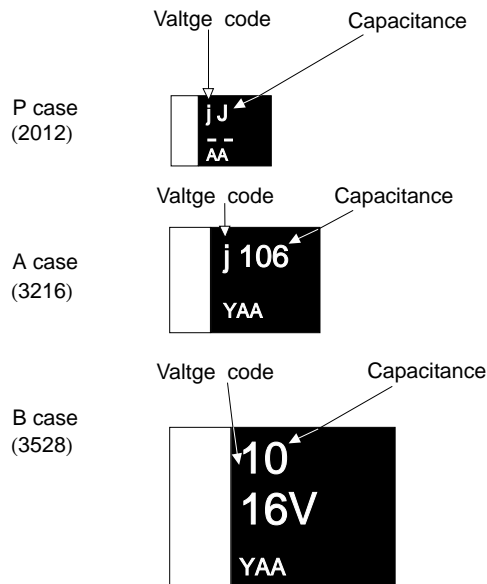 Valtge code Capacitance
P case
(2012)
j J
AA
Valtge code Capacitance
A case
(3216)
j 106
YAA
Valtge code Capacitance
B case
(3528)
10
16V
YAA